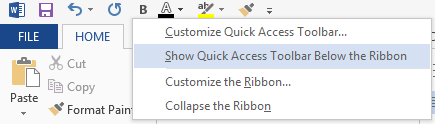 B A ab
Customize Quick Access Toolbar...
FILE HOME
Show Quick Access Toolbar Below the Ribbon
Cut
Customize the Ribbon...
Copy
Collapse the Ribbon
Paste
Format Paint